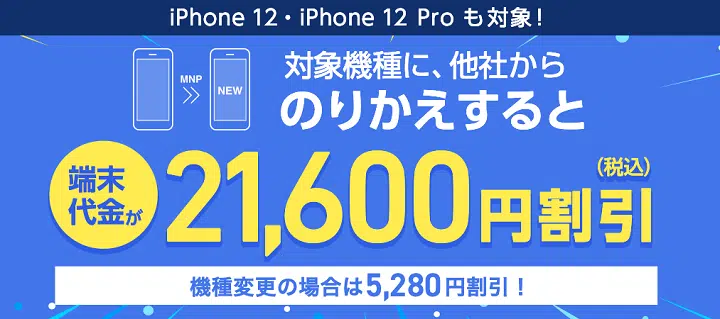 iPhone 12・iPhone 12 Pro も対象！
MNP
NEW
対象機種に、他社から
のりかえすると
端末
代金が
21,600円割引
（税込）
機種変更の場合は5,280円割引！